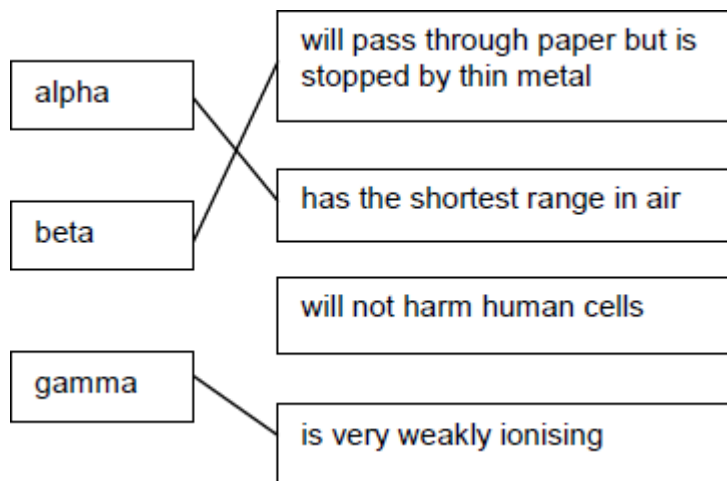 alpha
beta
gamma
will pass through paper but is
stopped by thin metal
has the shortest range in air
will not harm human cells
is very weakly ionising